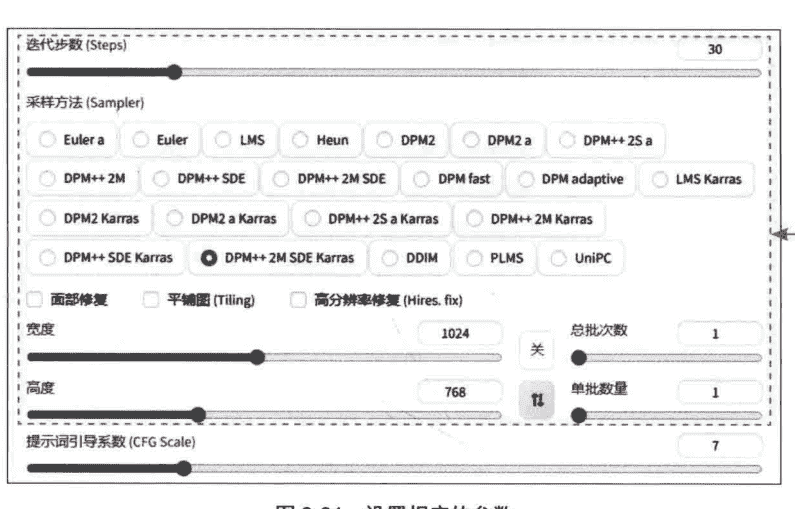 迭代步数 (Steps) 30
采样方法 (Sampler)
Euler a Euler LMS Heun DPM2 DPM2 a DPM++ 2S a
DPM++ 2M DPM++ SDE DPM++ 2M SDE DPM fast DPM adaptive LMS Karras
DPM2 Karras DPM2 a Karras DPM++ 2S a Karras DPM++ 2M Karras
DPM++ SDE Karras DPM++ 2M SDE Karras DDIM PLMS UniPC
面部修复 平铺图 (Tiling) 高分辨率修复 (Hires. fix)
宽度 1024 关 总批次数 1
高度 768 单批数量 1
提示词引导系数 (CFG Scale) 7